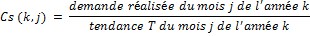 Cs (k,j) = demande réalisée du mois j de l'année k
tendance T du mois j de l'année k